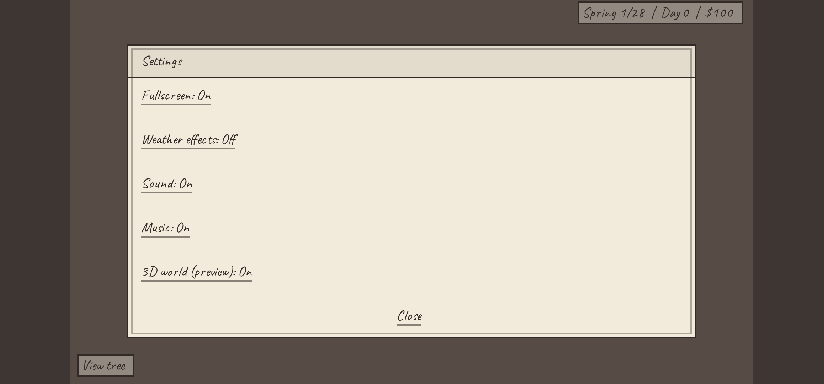 Spring 1/28 | Day 0 | $100
Settings
Fullscreen: On
Weather effects: Off
Sound: On
Music: On
3D world (preview): On
Close
View tree